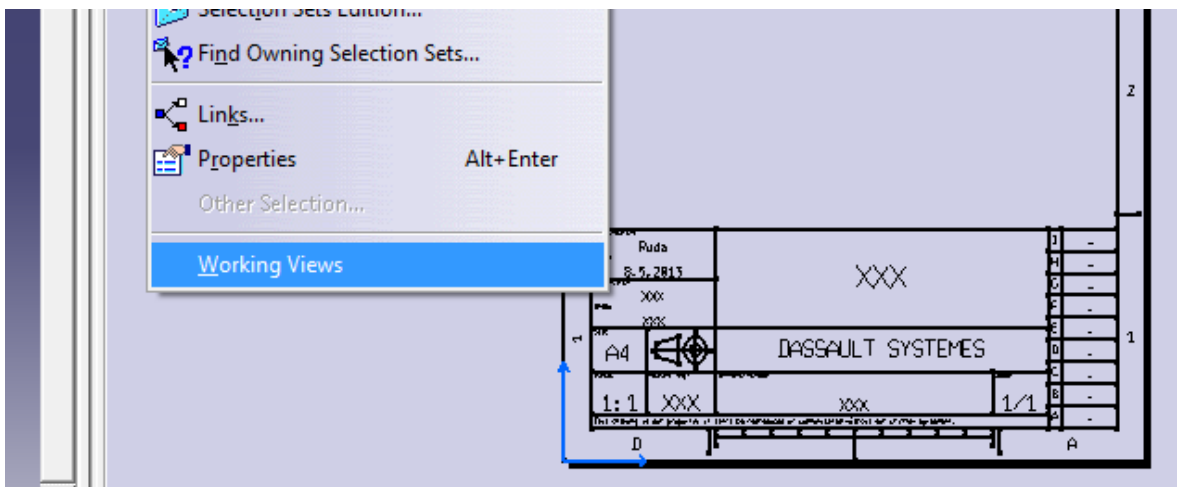 Selection Sets Edition...
Find Owning Selection Sets...
Links...
Properties Alt+Enter
Other Selection...
Working Views
2
Ruda
8.5.2013
XXX
XXX
XXX
A4
DASSAULT SYSTEMES
1:1
XXX
XXX
1/1
I -
H -
G -
F -
E -
D -
C -
B -
A -
1
1
D
A